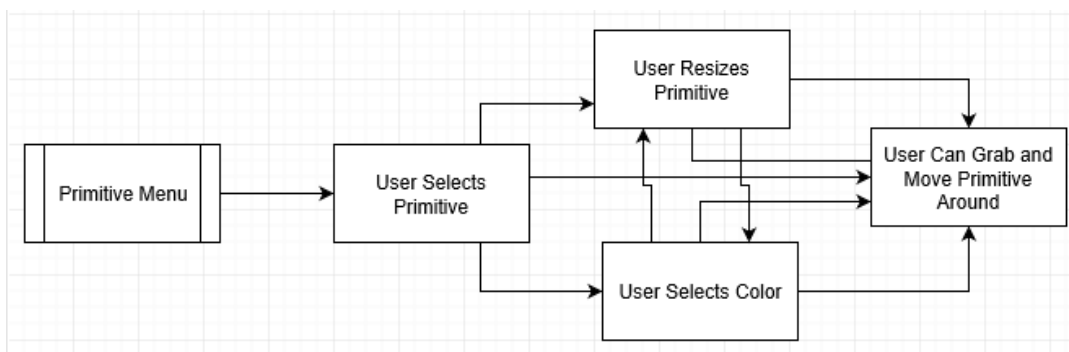 Primitive Menu
User Selects
Primitive
User Resizes
Primitive
User Selects Color
User Can Grab and
Move Primitive
Around